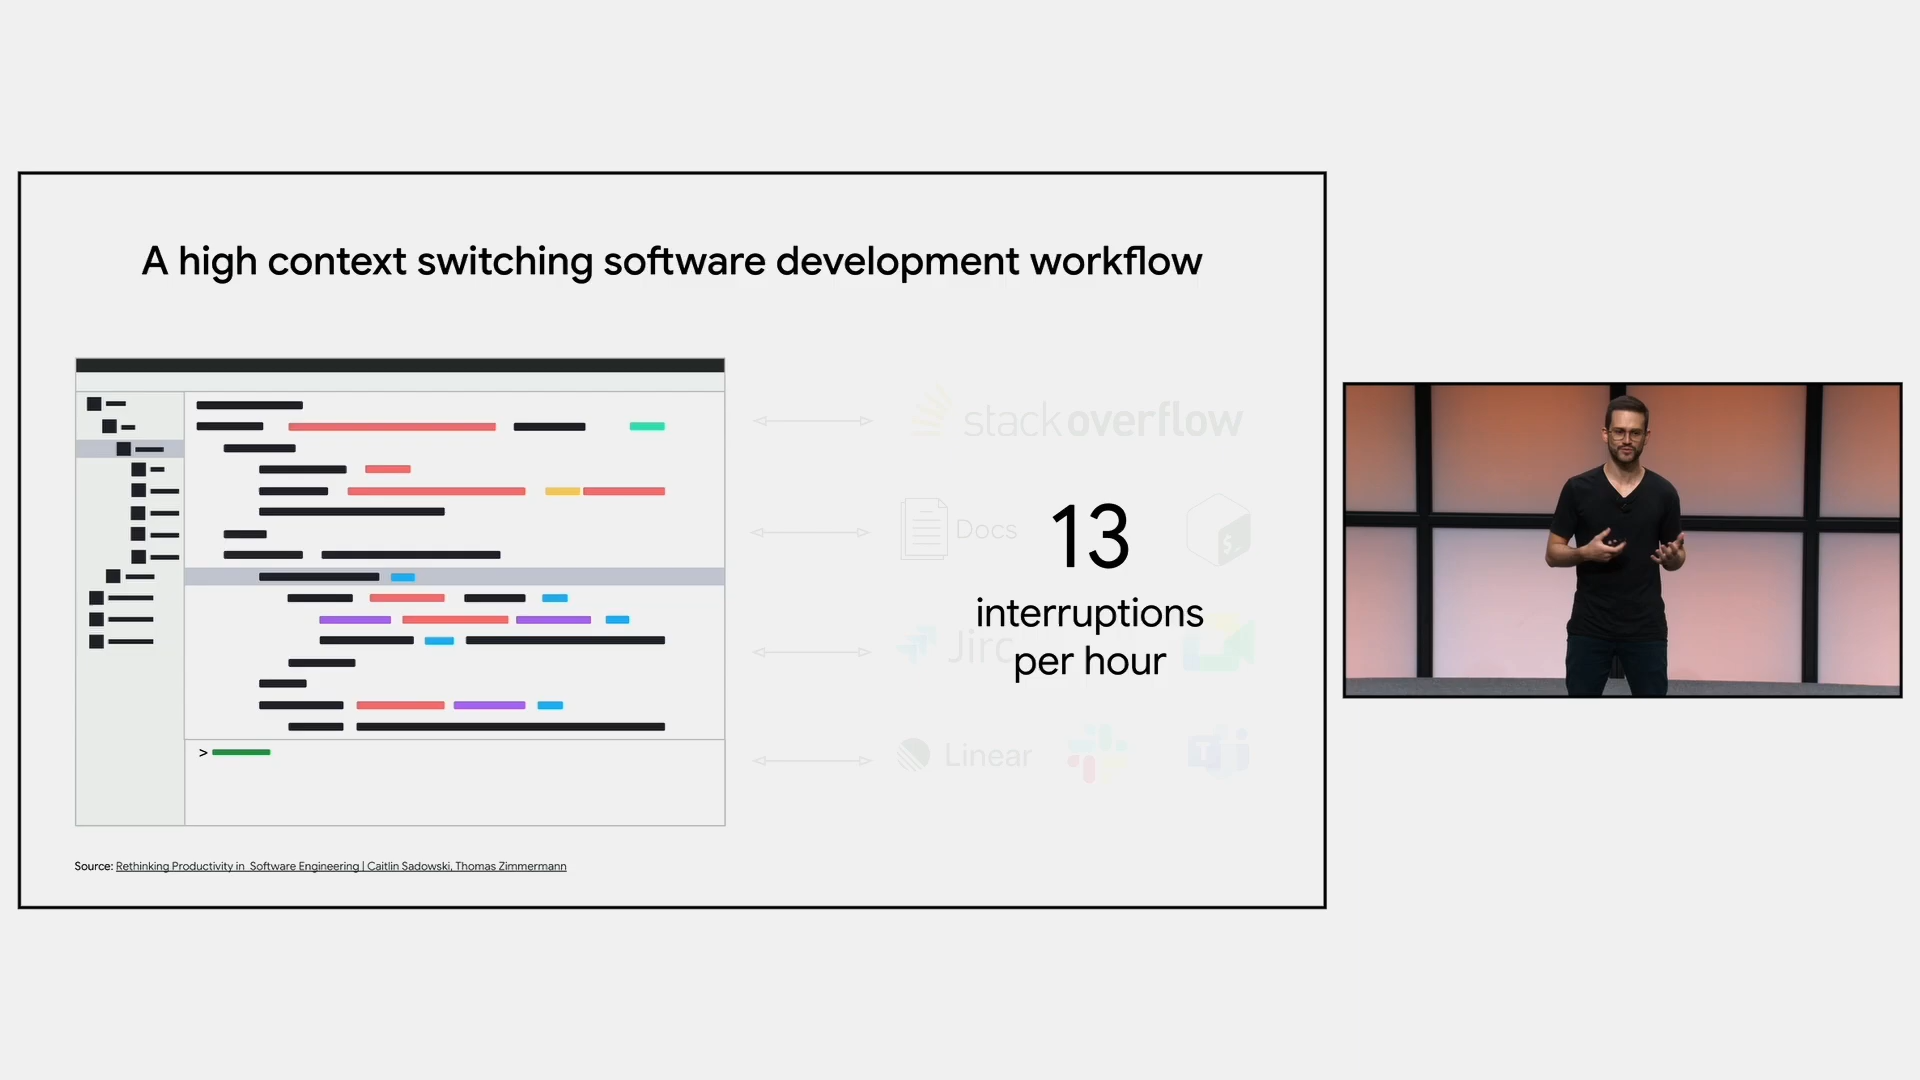 A high context switching software development workflow
stack overflow
Docs
13
interruptions
per hour
Jira
Linear
>
$_
T
Source: Rethinking Productivity in Software Engineering | Caitlin Sadowski, Thomas Zimmermann